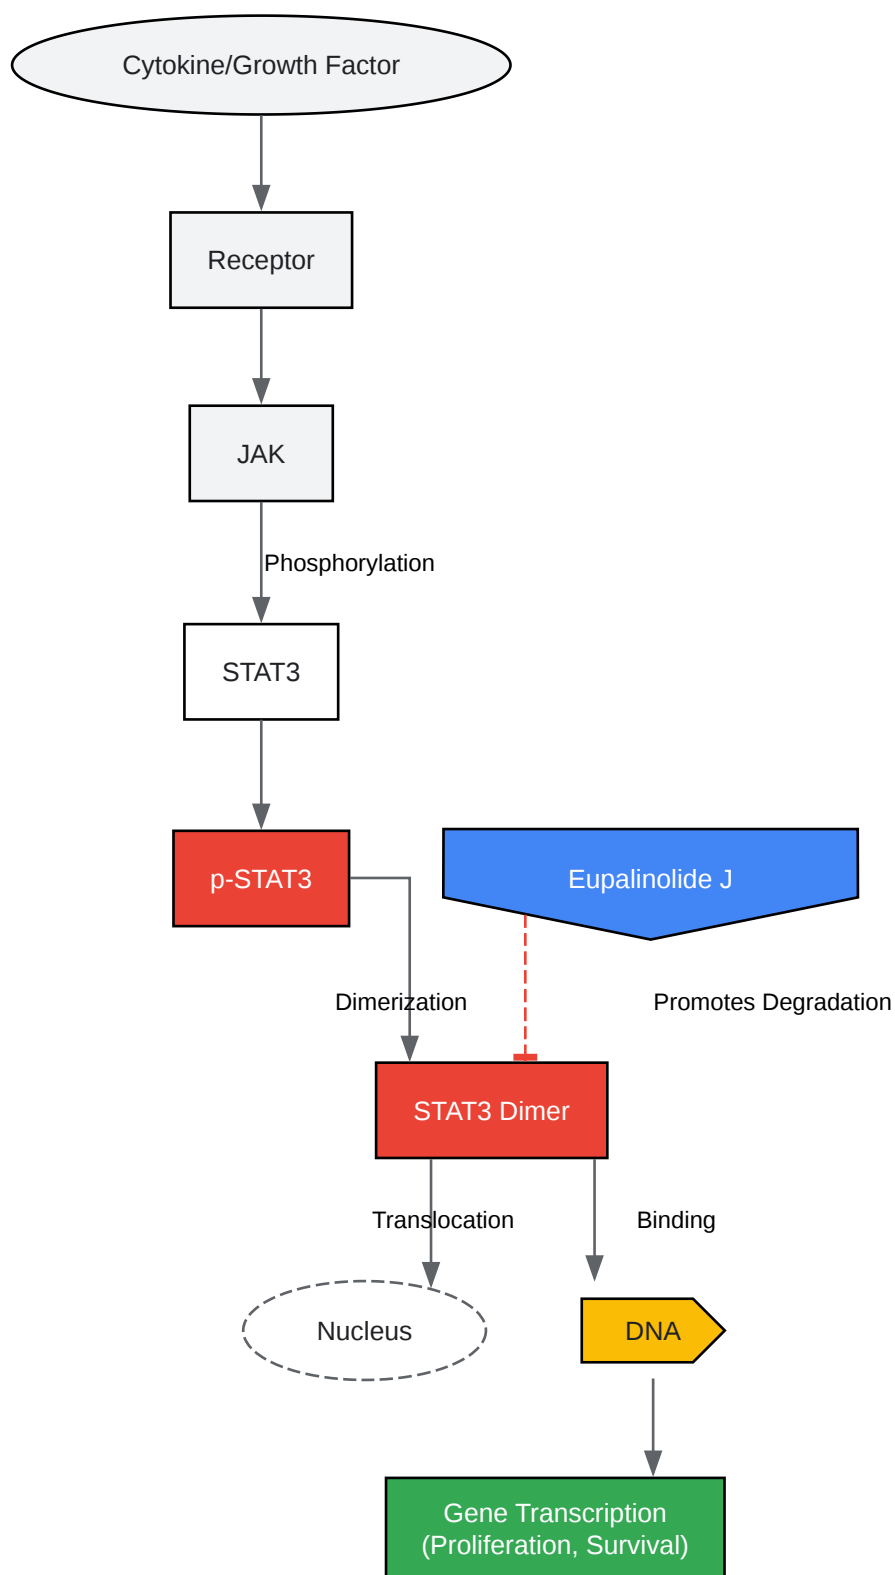 Cytokine/Growth Factor
Receptor
JAK
Phosphorylation
STAT3
p-STAT3
Eupalinolide J
Dimerization
Promotes Degradation
STAT3 Dimer
Translocation
Binding
Nucleus
DNA
Gene Transcription
(Proliferation, Survival)